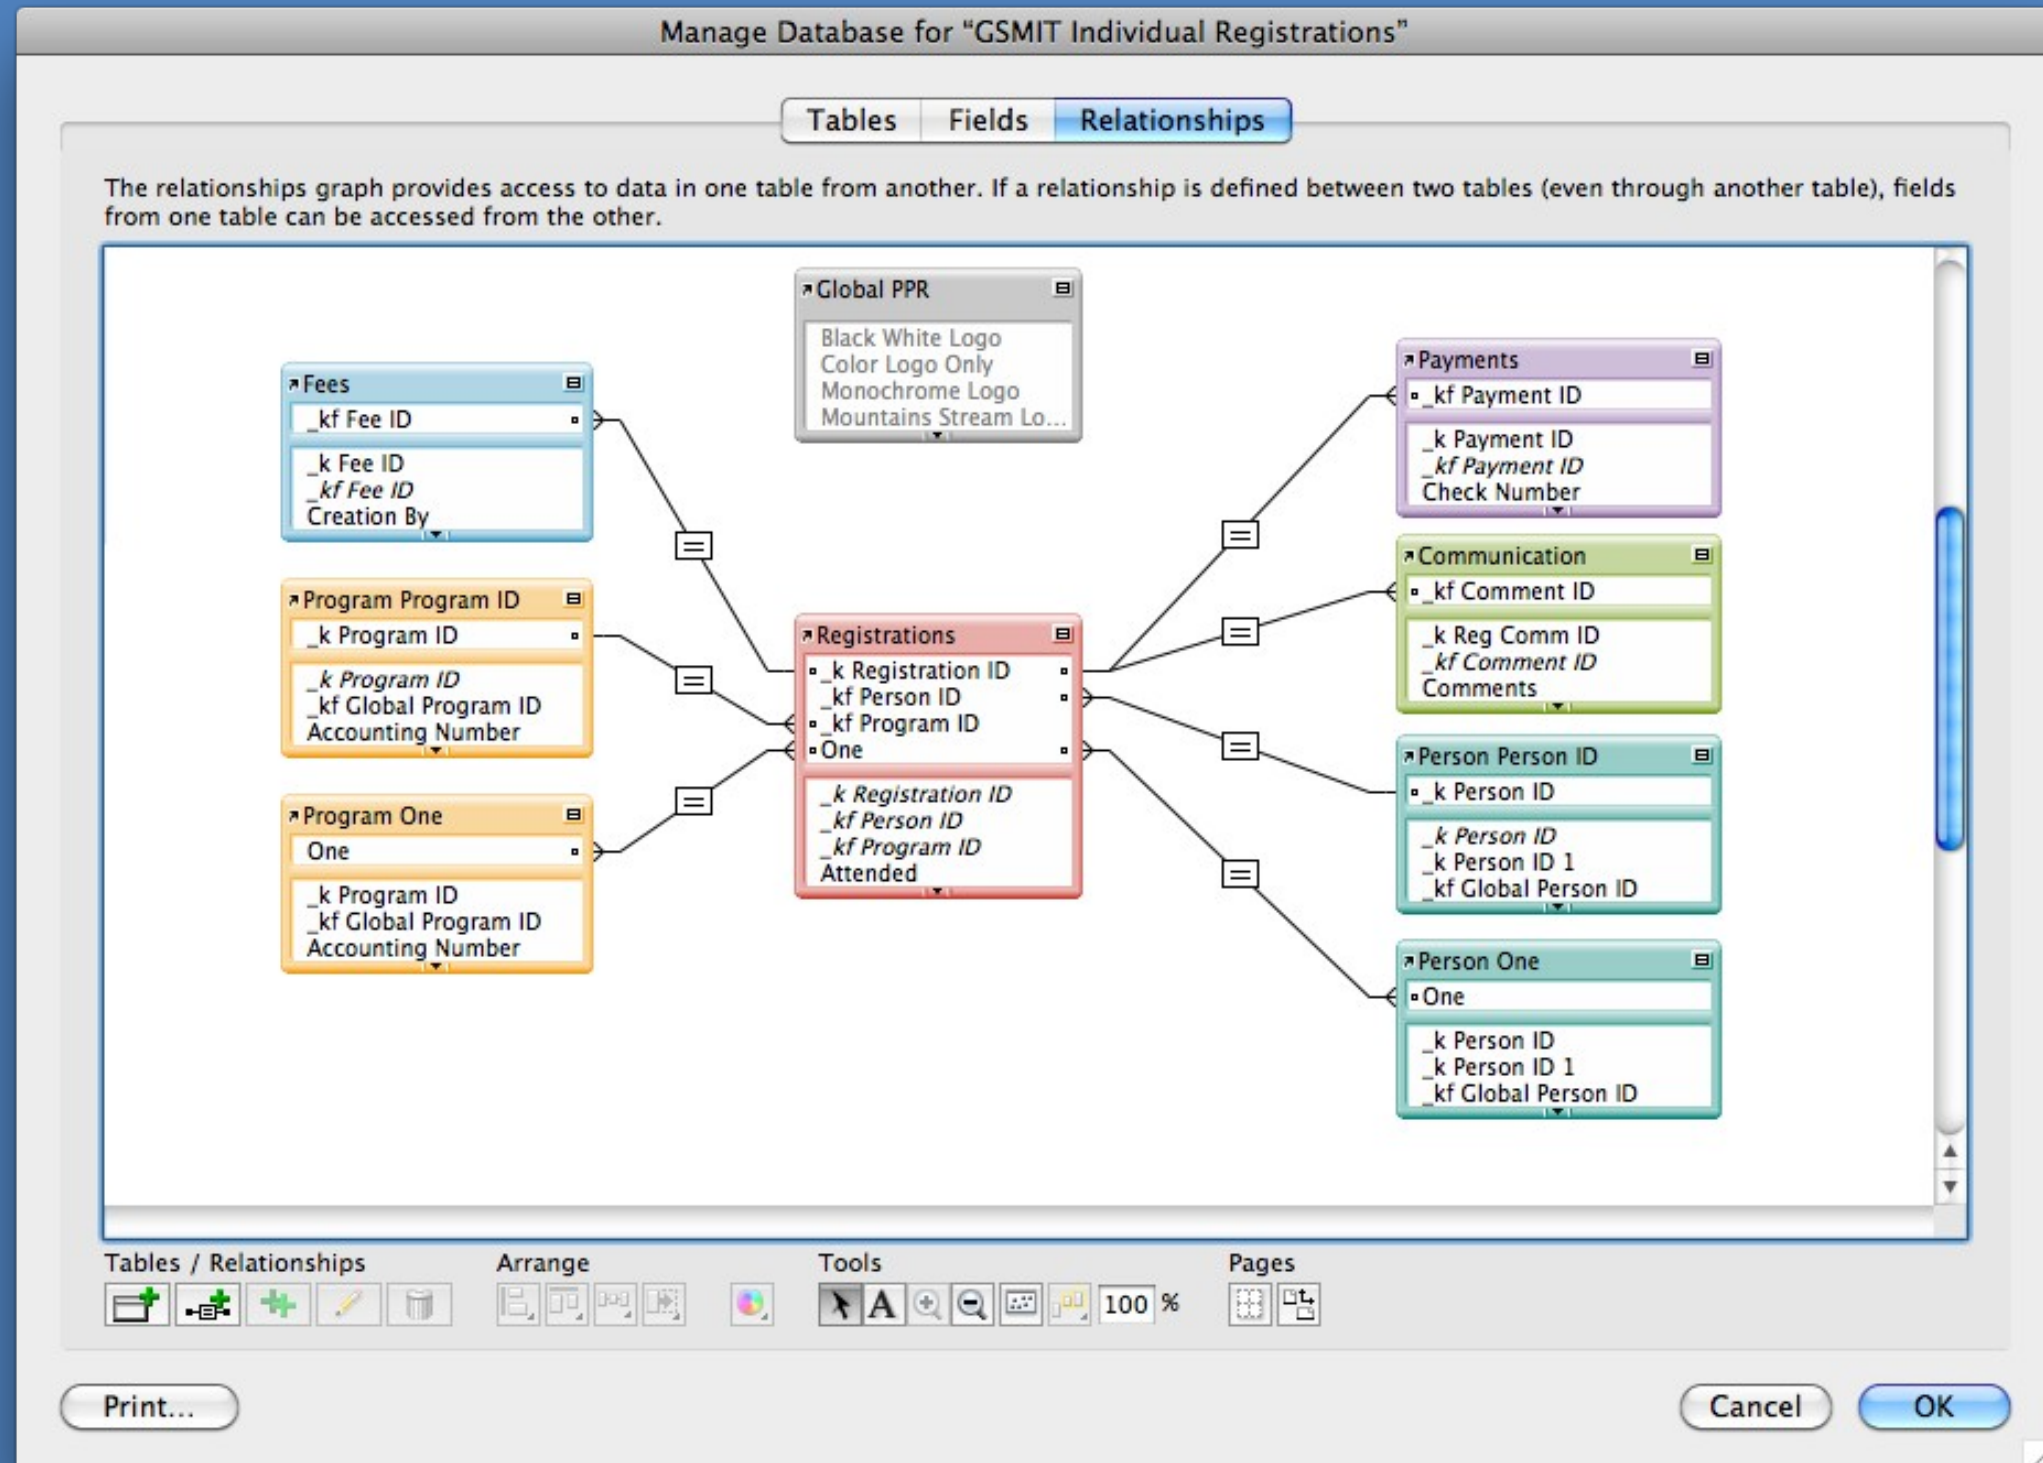 Manage Database for “GSMIT Individual Registrations”
Tables
Fields
Relationships
The relationships graph provides access to data in one table from another. If a relationship is defined between two tables (even through another table), fields
from one table can be accessed from the other.
Global PPR
Black White Logo
Color Logo Only
Monochrome Logo
Mountains Stream Lo...
Fees
_kf Fee ID
_k Fee ID
_kf Fee ID
Creation By
Program Program ID
_k Program ID
_k Program ID
_kf Global Program ID
Accounting Number
Program One
One
_k Program ID
_kf Global Program ID
Accounting Number
Registrations
_k Registration ID
_kf Person ID
_kf Program ID
One
_k Registration ID
_kf Person ID
_kf Program ID
Attended
Payments
_kf Payment ID
_k Payment ID
_kf Payment ID
Check Number
Communication
_kf Comment ID
_k Reg Comm ID
_kf Comment ID
Comments
Person Person ID
_k Person ID
_k Person ID
_k Person ID 1
_kf Global Person ID
Person One
One
_k Person ID
_k Person ID 1
_kf Global Person ID
Tables / Relationships
Arrange
Tools
Pages
A
100 %
Print...
Cancel
OK